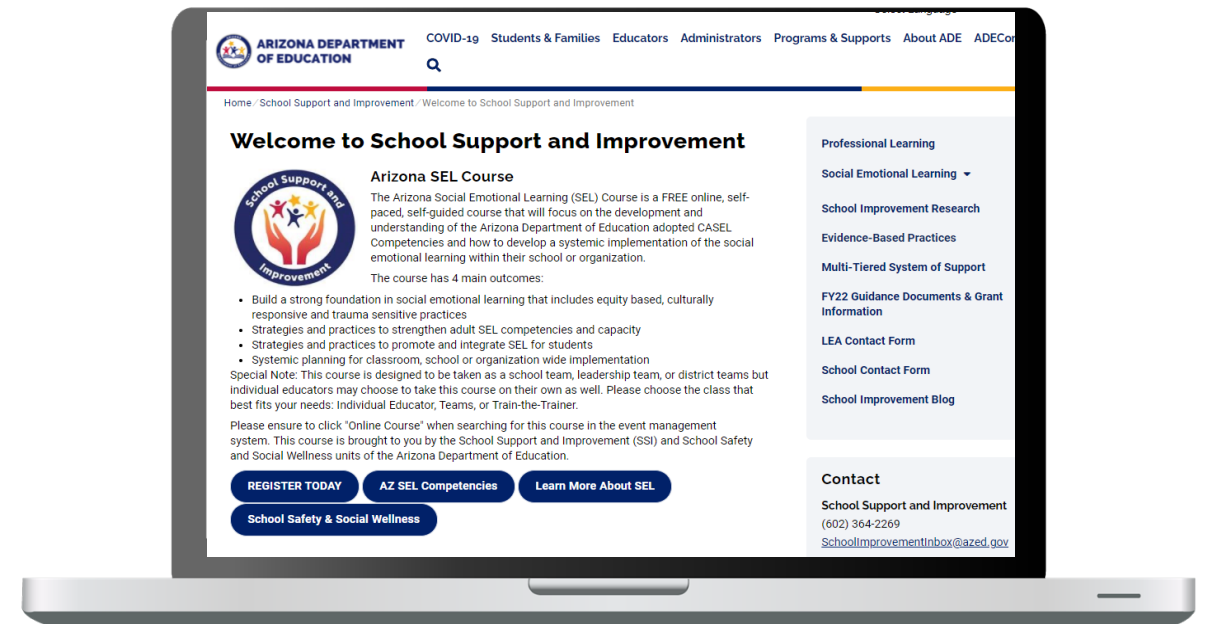 ARIZONA DEPARTMENT
OF EDUCATION
COVID-19 Students & Families Educators Administrators Programs & Supports About ADE ADECon
Home / School Support and Improvement / Welcome to School Support and Improvement
Welcome to School Support and Improvement
School Support and
Improvement
Arizona SEL Course
The Arizona Social Emotional Learning (SEL) Course is a FREE online, self-
paced, self-guided course that will focus on the development and
understanding of the Arizona Department of Education adopted CASEL
Competencies and how to develop a systemic implementation of the social
emotional learning within their school or organization.
The course has 4 main outcomes:
• Build a strong foundation in social emotional learning that includes equity based, culturally
responsive and trauma sensitive practices
• Strategies and practices to strengthen adult SEL competencies and capacity
• Strategies and practices to promote and integrate SEL for students
• Systemic planning for classroom, school or organization wide implementation
Special Note: This course is designed to be taken as a school team, leadership team, or district teams but
individual educators may choose to take this course on their own as well. Please choose the class that
best fits your needs: Individual Educator, Teams, or Train-the-Trainer.
Please ensure to click "Online Course" when searching for this course in the event management
system. This course is brought to you by the School Support and Improvement (SSI) and School Safety
and Social Wellness units of the Arizona Department of Education.
REGISTER TODAY
AZ SEL Competencies
Learn More About SEL
School Safety & Social Wellness
Professional Learning
Social Emotional Learning
School Improvement Research
Evidence-Based Practices
Multi-Tiered System of Support
FY22 Guidance Documents & Grant
Information
LEA Contact Form
School Contact Form
School Improvement Blog
Contact
School Support and Improvement
(602) 364-2269
SchoolImprovementInbox@azed.gov